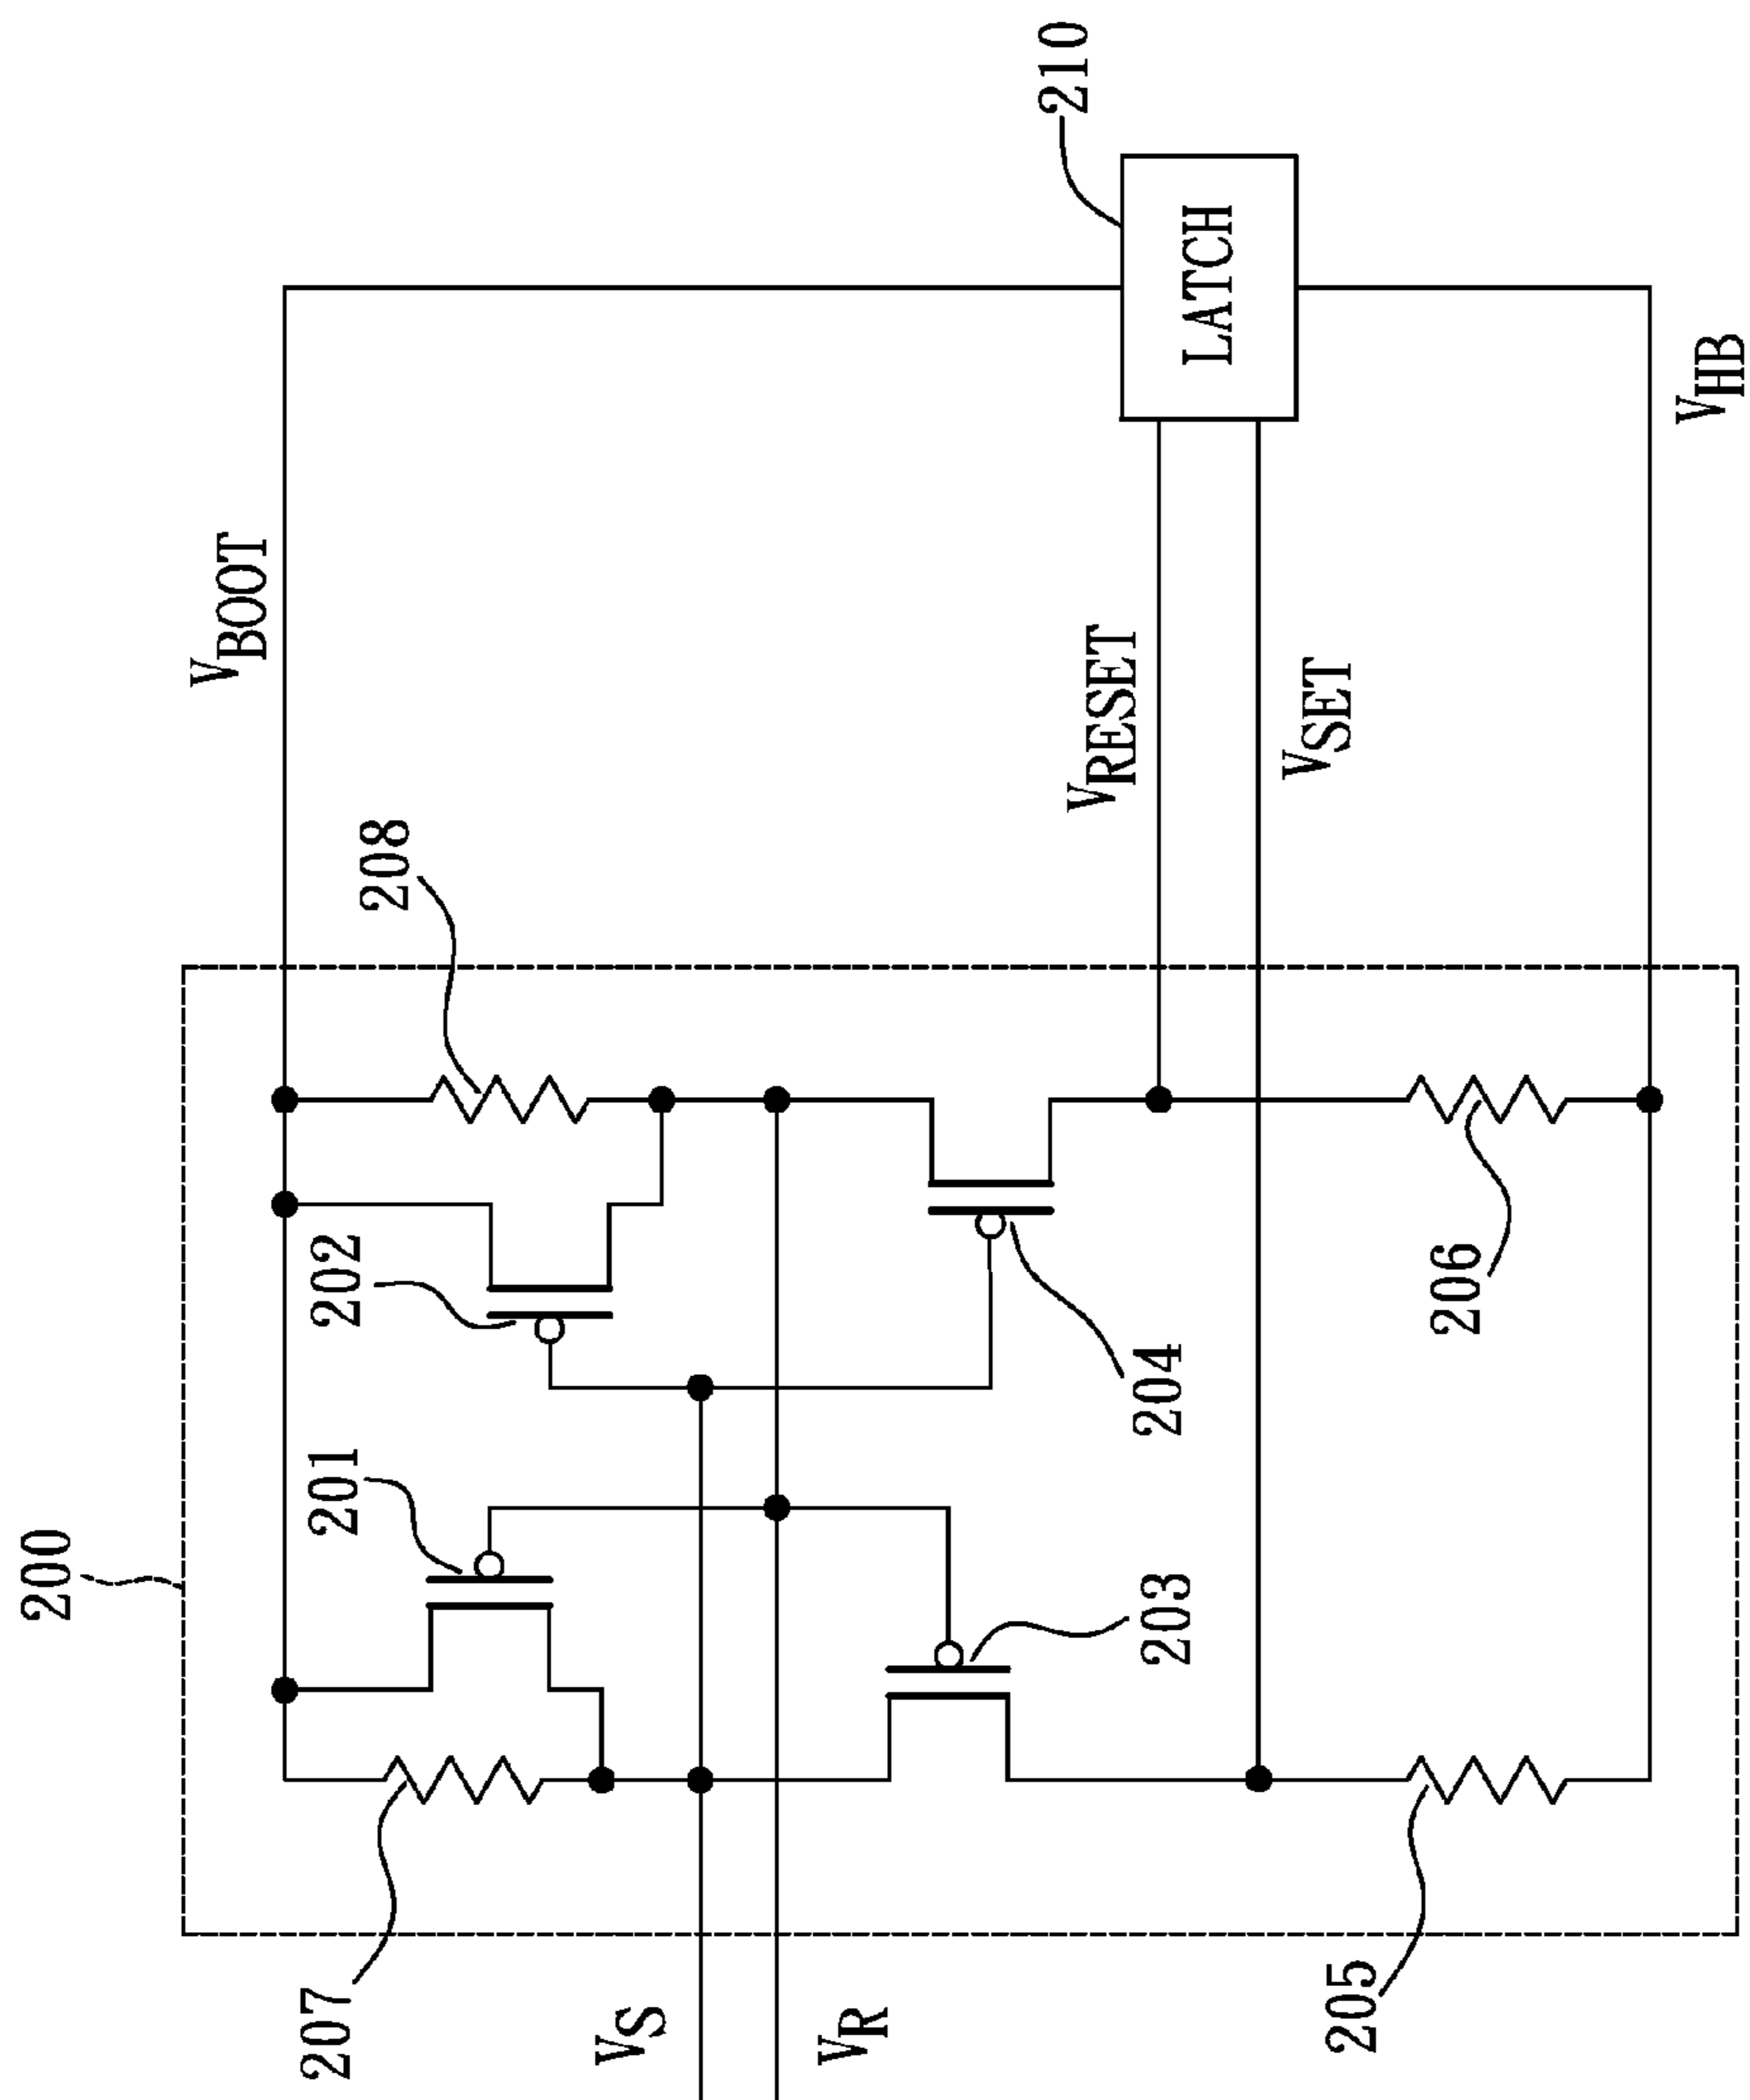 200
V_BOOT
207
201
202
208
V_S
V_R
203
204
V_RESET
V_SET
205
206
V_HB
LATCH
210